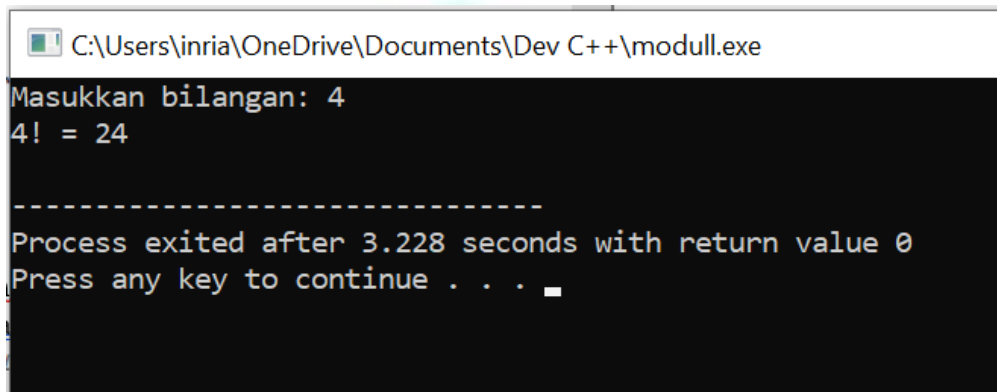 C:\Users\inria\OneDrive\Documents\Dev C++\modull.exe
Masukkan bilangan: 4
4! = 24
--------------------------------
Process exited after 3.228 seconds with return value 0
Press any key to continue . . .